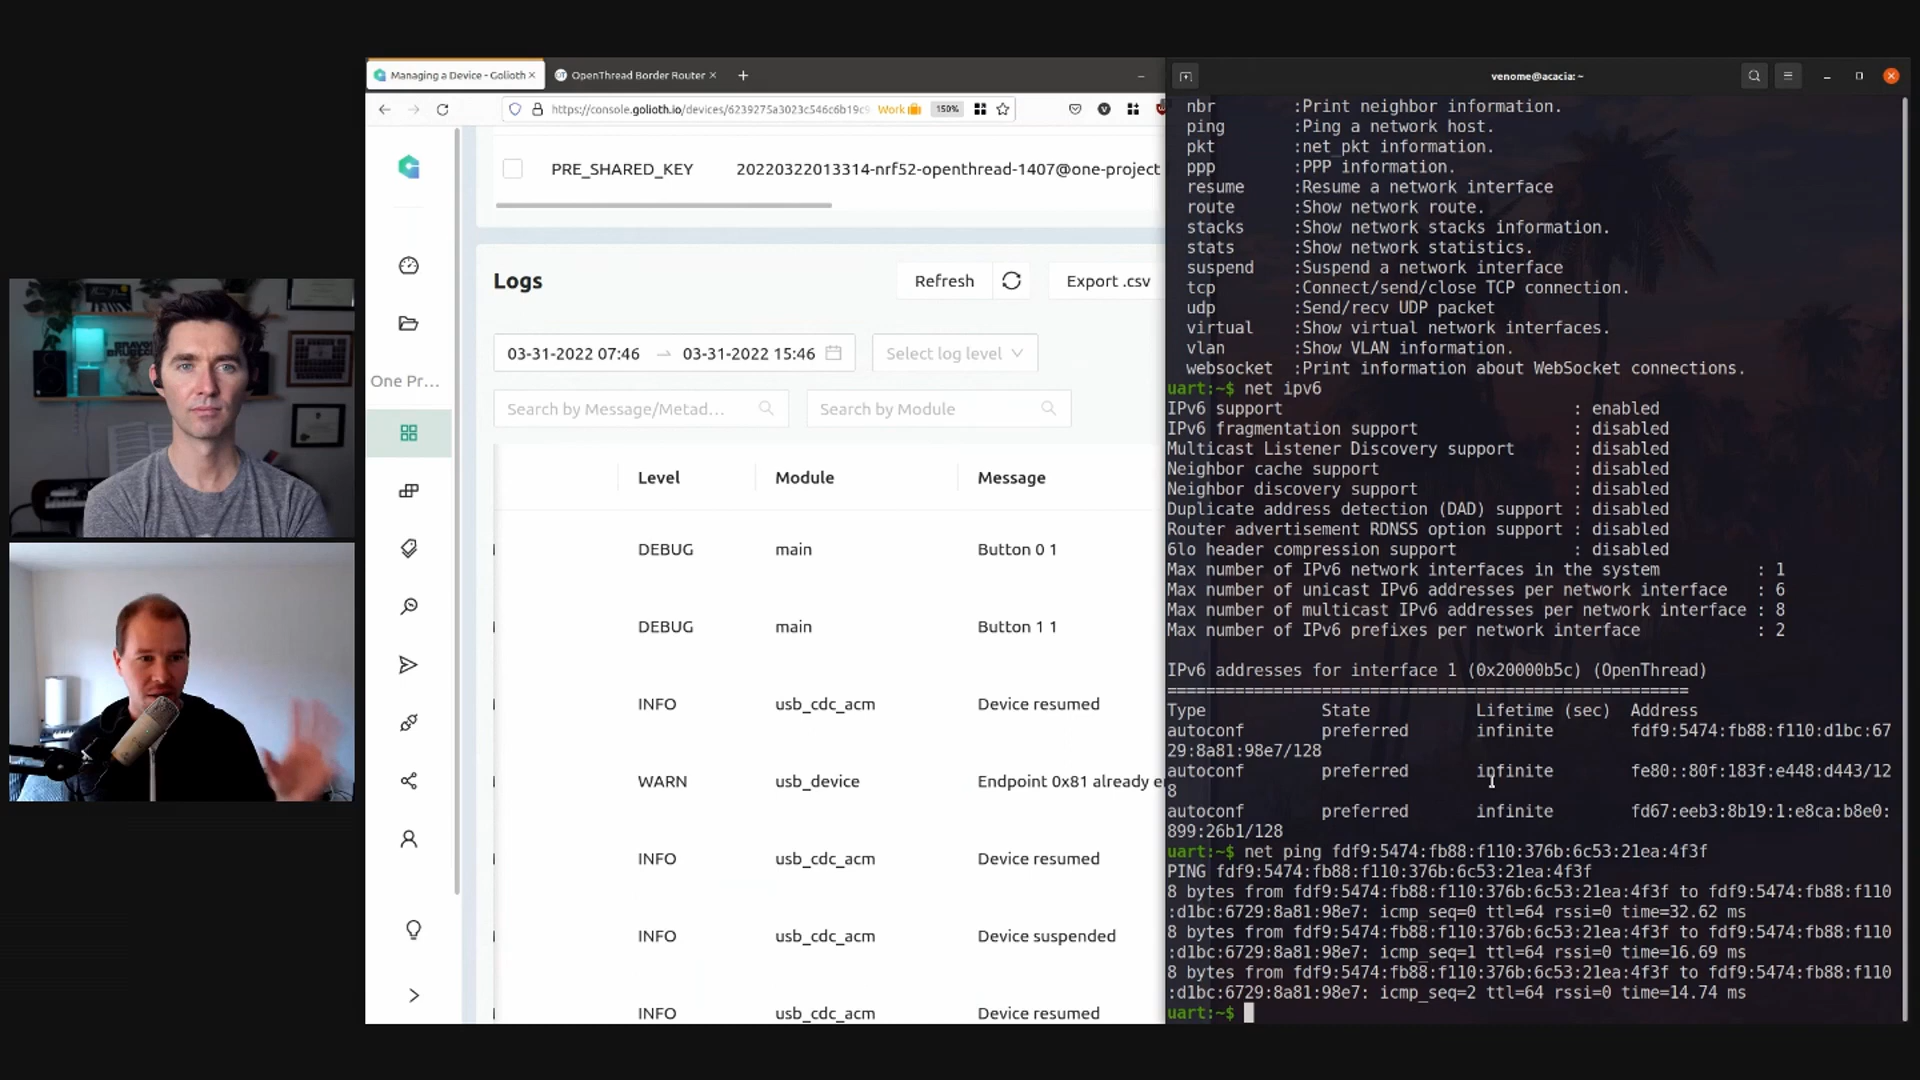 Managing a Device - Golioth
OpenThread Border Router
https://console.golioth.io/devices/6239275a3023c546c6b19c9
Work
150%
PRE_SHARED_KEY
20220322013314-nrf52-openthread-1407@one-project
Logs
Refresh
Export .csv
03-31-2022 07:46 → 03-31-2022 15:46
Select log level
One Pr...
Search by Message/Metad...
Search by Module
Level Module Message
DEBUG main Button 0 1
DEBUG main Button 1 1
INFO usb_cdc_acm Device resumed
WARN usb_device Endpoint 0x81 already e
INFO usb_cdc_acm Device resumed
INFO usb_cdc_acm Device suspended
INFO usb_cdc_acm Device resumed
venome@acacia:~
nbr :Print neighbor information.
ping :Ping a network host.
pkt :net_pkt information.
ppp :PPP information.
resume :Resume a network interface
route :Show network route.
stacks :Show network stacks information.
stats :Show network statistics.
suspend :Suspend a network interface
tcp :Connect/send/close TCP connection.
udp :Send/recv UDP packet
virtual :Show virtual network interfaces.
vlan :Show VLAN information.
websocket :Print information about WebSocket connections.
uart:~$ net ipv6
IPv6 support : enabled
IPv6 fragmentation support : disabled
Multicast Listener Discovery support : disabled
Neighbor cache support : disabled
Neighbor discovery support : disabled
Duplicate address detection (DAD) support : disabled
Router advertisement RDNSS option support : disabled
6lo header compression support : disabled
Max number of IPv6 network interfaces in the system : 1
Max number of unicast IPv6 addresses per network interface : 6
Max number of multicast IPv6 addresses per network interface : 8
Max number of IPv6 prefixes per network interface : 2
IPv6 addresses for interface 1 (0x20000b5c) (OpenThread)
======================================================
Type State Lifetime (sec) Address
autoconf preferred infinite fdf9:5474:fb88:f110:d1bc:67
29:8a81:98e7/128
autoconf preferred infinite fe80::80f:183f:e448:d443/12
8
autoconf preferred infinite fd67:eeb3:8b19:1:e8ca:b8e0:
899:26b1/128
uart:~$ net ping fdf9:5474:fb88:f110:376b:6c53:21ea:4f3f
PING fdf9:5474:fb88:f110:376b:6c53:21ea:4f3f
8 bytes from fdf9:5474:fb88:f110:376b:6c53:21ea:4f3f to fdf9:5474:fb88:f110
:d1bc:6729:8a81:98e7: icmp_seq=0 ttl=64 rssi=0 time=32.62 ms
8 bytes from fdf9:5474:fb88:f110:376b:6c53:21ea:4f3f to fdf9:5474:fb88:f110
:d1bc:6729:8a81:98e7: icmp_seq=1 ttl=64 rssi=0 time=16.69 ms
8 bytes from fdf9:5474:fb88:f110:376b:6c53:21ea:4f3f to fdf9:5474:fb88:f110
:d1bc:6729:8a81:98e7: icmp_seq=2 ttl=64 rssi=0 time=14.74 ms
uart:~$